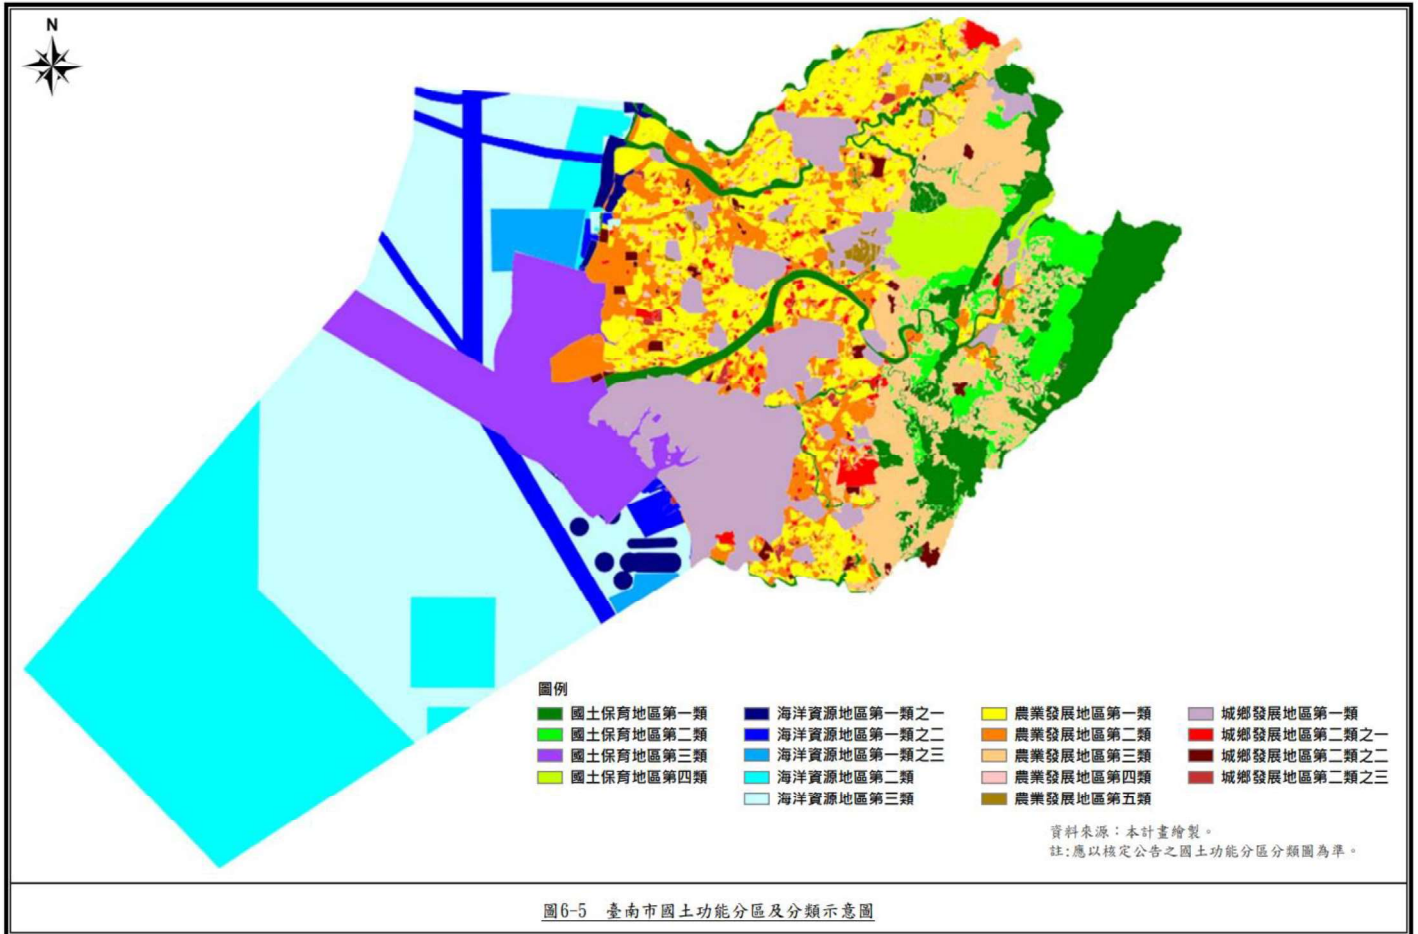 N
圖例
國土保育地區第一類
國土保育地區第二類
國土保育地區第三類
國土保育地區第四類
海洋資源地區第一類之一
海洋資源地區第一類之二
海洋資源地區第一類之三
海洋資源地區第二類
海洋資源地區第三類
農業發展地區第一類
農業發展地區第二類
農業發展地區第三類
農業發展地區第四類
農業發展地區第五類
城鄉發展地區第一類
城鄉發展地區第二類之一
城鄉發展地區第二類之二
城鄉發展地區第二類之三
資料來源：本計畫繪製。
註:應以核定公告之國土功能分區分類圖為準。
圖6-5 臺南市國土功能分區及分類示意圖